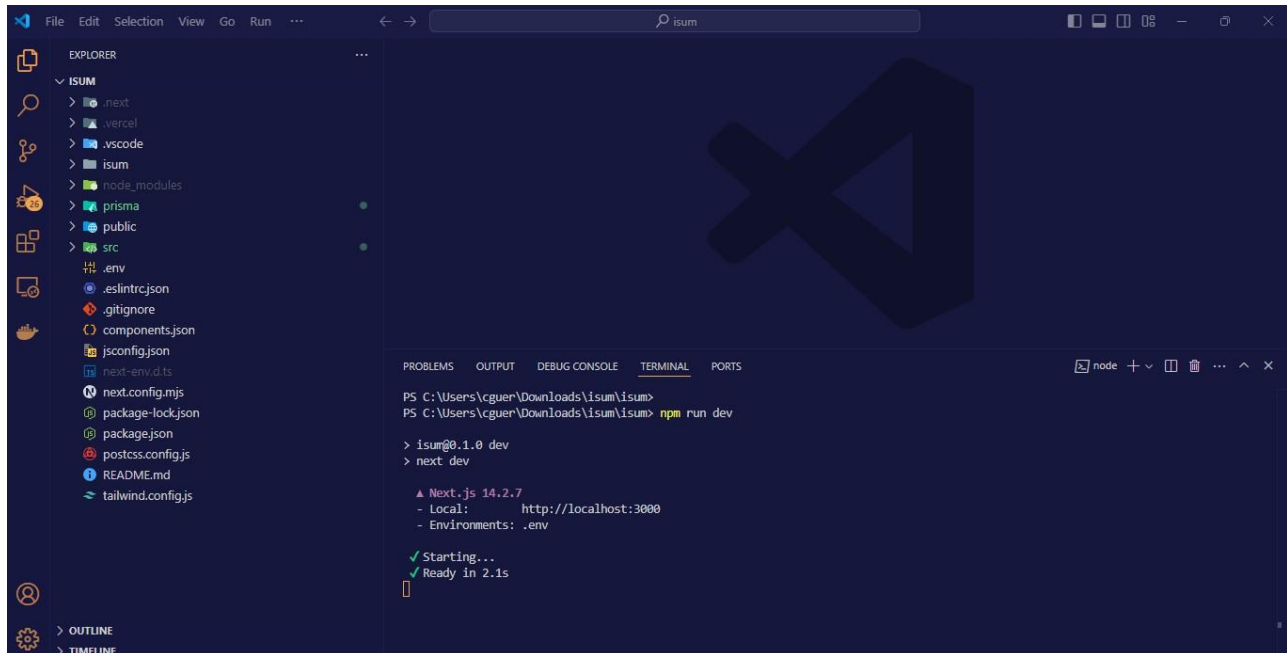 File Edit Selection View Go Run ...
isum
EXPLORER
ISUM
.next
.vercel
.vscode
isum
node_modules
prisma
public
src
.env
.eslintrc.json
.gitignore
components.json
jsconfig.json
next-env.d.ts
next.config.mjs
package-lock.json
package.json
postcss.config.js
README.md
tailwind.config.js
OUTLINE
TIMELINE
26
PROBLEMS OUTPUT DEBUG CONSOLE TERMINAL PORTS
node
PS C:\Users\cguer\Downloads\isum\isum>
PS C:\Users\cguer\Downloads\isum\isum> npm run dev
> isum@0.1.0 dev
> next dev
▲ Next.js 14.2.7
- Local: http://localhost:3000
- Environments: .env
✓ Starting...
✓ Ready in 2.1s